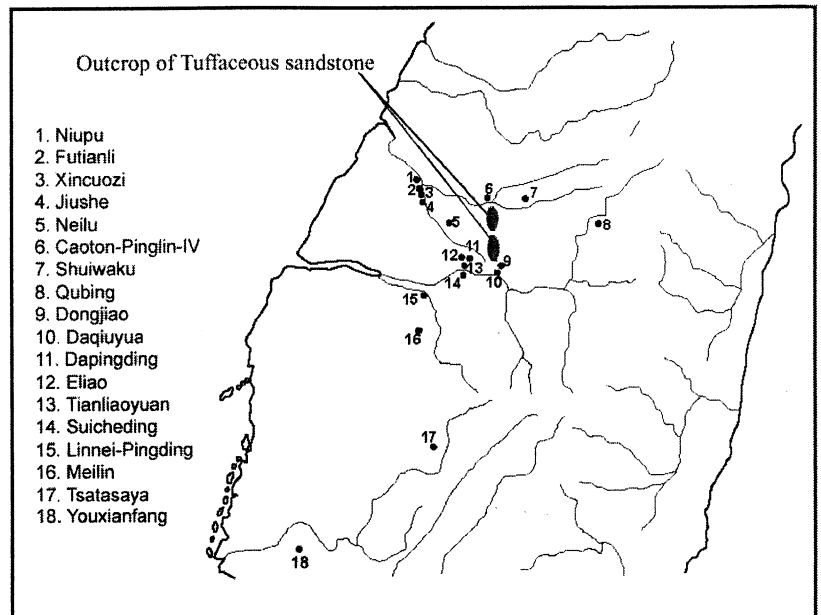 Outcrop of Tuffaceous sandstone
1. Niupu
2. Futianli
3. Xincuozi
4. Jiushe
5. Neilu
6. Caoton-Pinglin-IV
7. Shuiwaku
8. Qubing
9. Dongjiao
10. Daqiuyua
11. Dapingding
12. Eliao
13. Tianliaoyuan
14. Suicheding
15. Linnei-Pingding
16. Meilin
17. Tsatasaya
18. Youxianfang
1
2
3
4
5
6
7
8
12
11
13
9
14
10
15
16
17
18